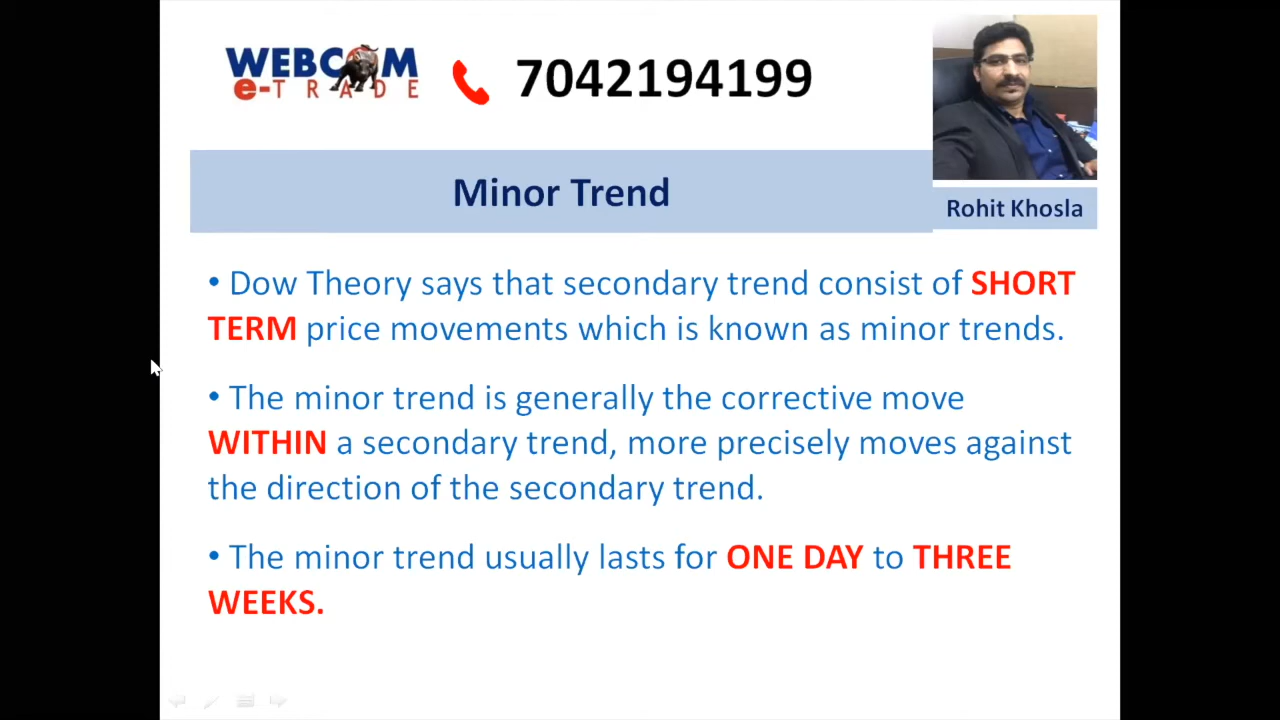 WEBCOM
e-TRADE
7042194199
Minor Trend
Rohit Khosla
• Dow Theory says that secondary trend consist of SHORT
TERM price movements which is known as minor trends.
• The minor trend is generally the corrective move
WITHIN a secondary trend, more precisely moves against
the direction of the secondary trend.
• The minor trend usually lasts for ONE DAY to THREE
WEEKS.